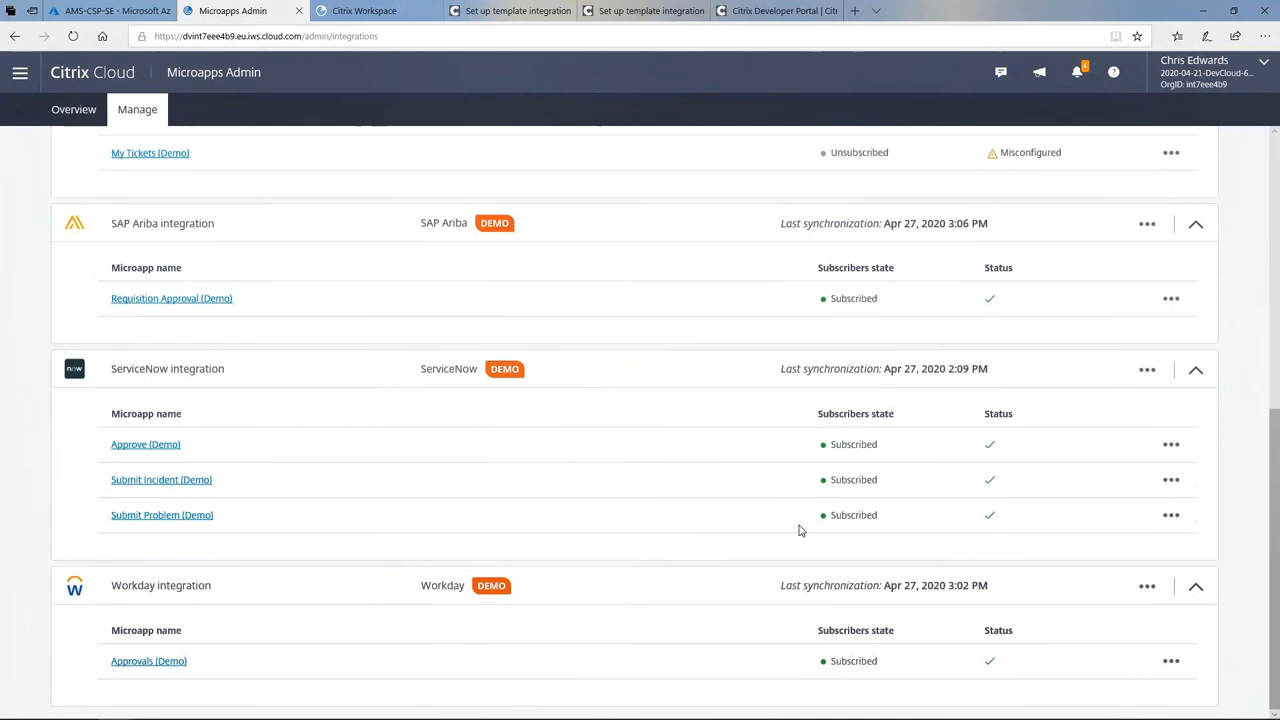 AMS-CSP-SE - Microsoft Az
Microapps Admin
Citrix Workspace
Set up template integration
Set up template integration
Citrix Developer Portal | Citr
https://dvint7eee4b9.eu.iws.cloud.com/admin/integrations
Citrix Cloud
Microapps Admin
4
Chris Edwards
2020-04-21-DevCloud-6...
OrgID: int7eee4b9
Overview
Manage
My Tickets (Demo) Unsubscribed Misconfigured
SAP Ariba integration SAP Ariba DEMO Last synchronization: Apr 27, 2020 3:06 PM
Microapp name Subscribers state Status
Requisition Approval (Demo) Subscribed
now ServiceNow integration ServiceNow DEMO Last synchronization: Apr 27, 2020 2:09 PM
Microapp name Subscribers state Status
Approve (Demo) Subscribed
Submit Incident (Demo) Subscribed
Submit Problem (Demo) Subscribed
Workday integration Workday DEMO Last synchronization: Apr 27, 2020 3:02 PM
Microapp name Subscribers state Status
Approvals (Demo) Subscribed